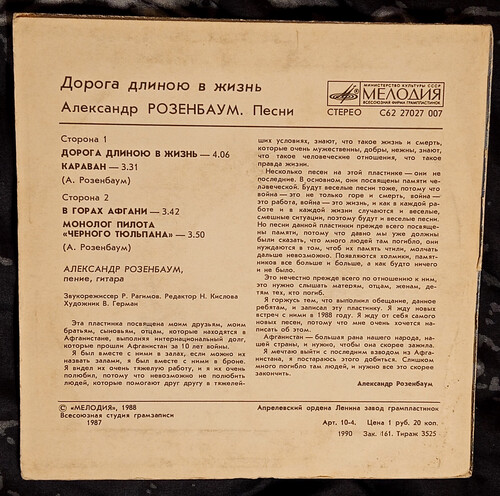 Дорога длиною в жизнь
Александр РОЗЕНБАУМ. Песни
МИНИСТЕРСТВО КУЛЬТУРЫ СССР
МЕЛОДИЯ
ВСЕСОЮЗНАЯ ФИРМА ГРАМПЛАСТИНОК
СТЕРЕО С62 27027 007
Сторона 1
ДОРОГА ДЛИНОЮ В ЖИЗНЬ — 4.06
КАРАВАН — 3.31
(А. Розенбаум)
Сторона 2
В ГОРАХ АФГАНИ — 3.42
МОНОЛОГ ПИЛОТА
«ЧЕРНОГО ТЮЛЬПАНА» — 3.50
(А. Розенбаум)
АЛЕКСАНДР РОЗЕНБАУМ,
пение, гитара
Звукорежиссер Р. Рагимов. Редактор Н. Кислова
Художник В. Герман
Эта пластинка посвящена моим друзьям, моим
братьям, сыновьям, отцам, которые находятся в
Афганистане, выполняя интернациональный долг,
которые прошли Афганистан за 10 лет войны.
Я был вместе с ними в залах, если можно их
назвать залами, я был вместе с ними в броне.
Я видел их очень тяжелую работу, и я их очень
полюбил, потому что невозможно не полюбить
людей, которые помогают друг другу в тяжелей-
ших условиях, знают, что такое жизнь и смерть,
которые очень мужественны, добры, нежны, знают,
что такое человеческие отношения, что такое
правда жизни.
Несколько песен на этой пластинке — они не
последние. В основном, они посвящены памяти че-
ловеческой. Будут веселые песни тоже, потому что
война — это не только горе и смерть, война —
это работа, война — это жизнь, и как в каждой ра-
боте и в каждой жизни случаются и веселые,
смешные ситуации, поэтому будут и веселые песни.
Но песни данной пластинки прежде всего посвяще-
ны памяти, потому что давно мы уже должны
были сказать, что много людей там погибло, они
нуждаются в том, чтоб их память чтили, молчать
дальше невозможно. Появляются холмики, памят-
ников все больше и больше, а как будто ничего
и не было.
Это нечестно прежде всего по отношению к ним,
это нужно слышать матерям, отцам, женам, де-
тям тех, кто погиб.
Я горжусь тем, что выполнил обещание, данное
ребятам, и записал эту пластинку. Я жду новых
встреч с ними в 1988 году. Я жду от себя самого
новых песен, потому что мне очень хочется на-
писать об этом.
Афганистан — большая рана нашего народа, на-
шей страны, и нужно, чтобы она скорее зажила.
Я мечтаю выйти с последним взводом из Афга-
нистана, я постараюсь этого добиться. Слишком
много погибло там людей, и нужно все это скорее
закончить.
Александр Розенбаум
© «МЕЛОДИЯ», 1988
Всесоюзная студия грамзаписи
1987
Апрелевский ордена Ленина завод грампластинок
Арт. 10-4. Цена 1 руб. 20 коп.
1990 Зак. 161. Тираж 3525